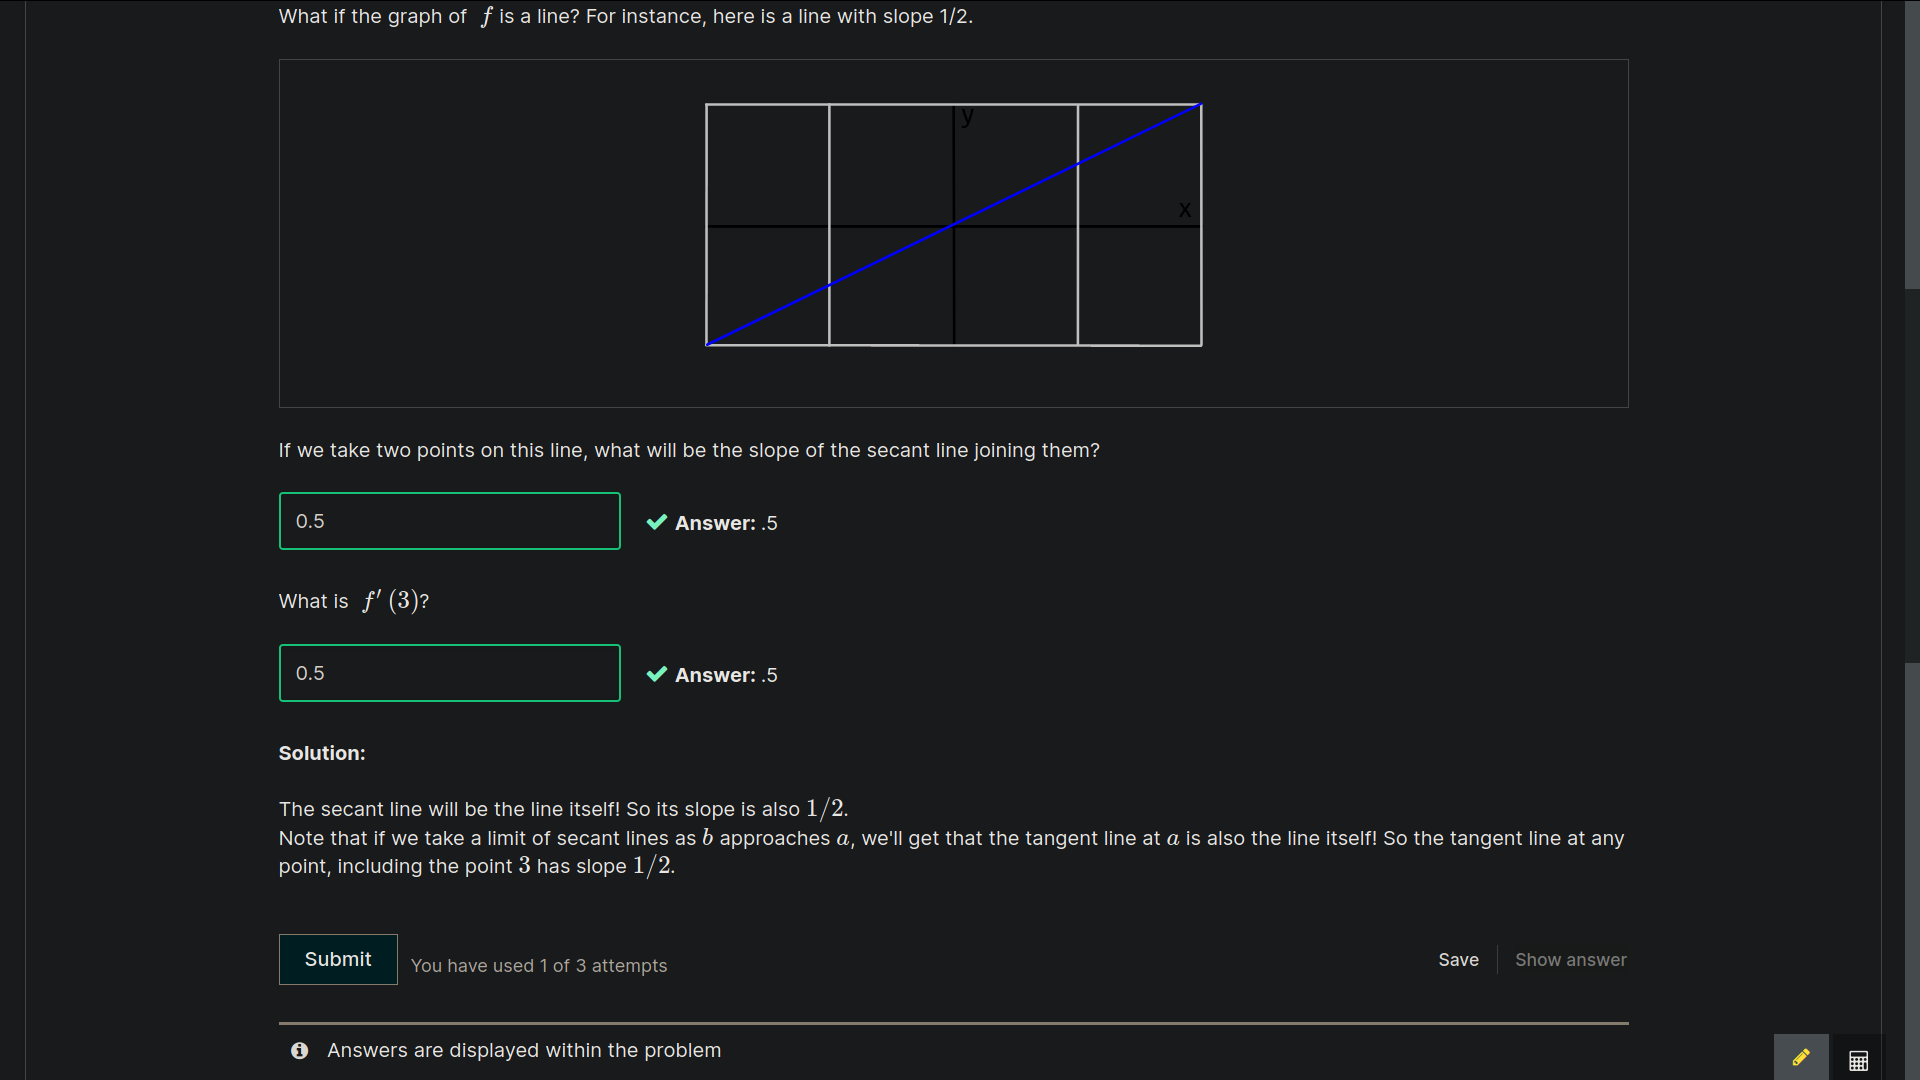 What if the graph of f is a line? For instance, here is a line with slope 1/2.
y
x
If we take two points on this line, what will be the slope of the secant line joining them?
0.5
Answer: .5
What is f′ (3)?
0.5
Answer: .5
Solution:
The secant line will be the line itself! So its slope is also 1/2.
Note that if we take a limit of secant lines as b approaches a, we'll get that the tangent line at a is also the line itself! So the tangent line at any
point, including the point 3 has slope 1/2.
Submit
You have used 1 of 3 attempts
Save
Show answer
Answers are displayed within the problem